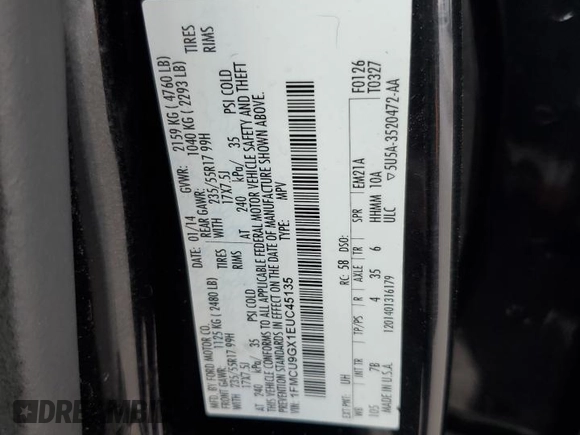 MFD. BY FORD MOTOR CO.
DATE: 01/14 GVWR: 2159 KG ( 4760 LB)
1125 KG ( 2480 LB) REAR GAWR: 1040 KG ( 2293 LB)
235/55R17 99H TIRES WITH 235/55R17 99H TIRES
17X7.5J RIMS 17X7.5J RIMS
AT 240 kPa/ 35 PSI COLD AT 240 kPa/ 35 PSI COLD
THIS VEHICLE CONFORMS TO ALL APPLICABLE FEDERAL MOTOR VEHICLE SAFETY AND THEFT
PREVENTION STANDARDS IN EFFECT ON THE DATE OF MANUFACTURE SHOWN ABOVE.
VIN: 1FMCU9GX1EUC45135 TYPE: MPV
F0126
T0327
EXT PNT: UH RC: 5B DSO:
WB INT TR TP/PS R AXLE TR SPR EM21A
105 7B 4 35 6 HHMM 10A
MADE IN U.S.A. 1201401316179 ULC ▽5U5A-3520472-AA
DREAMBI